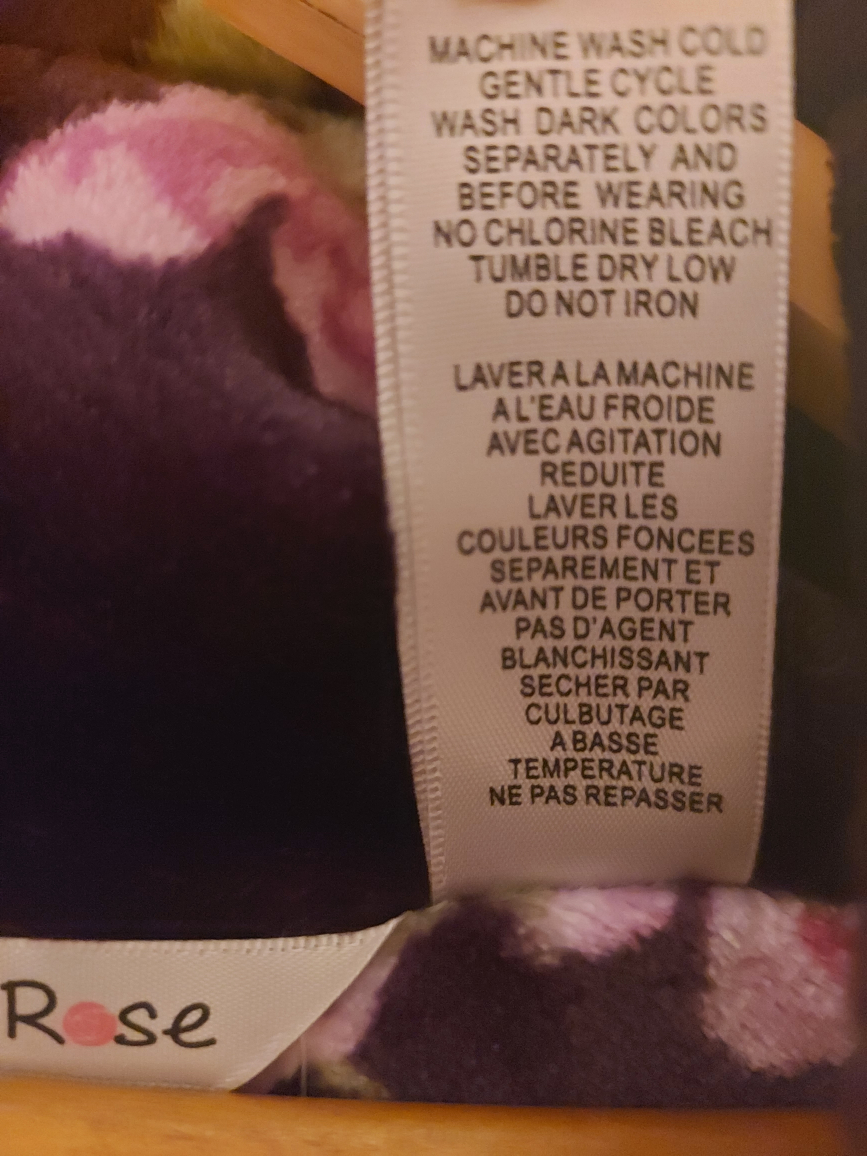 MACHINE WASH COLD
GENTLE CYCLE
WASH DARK COLORS
SEPARATELY AND
BEFORE WEARING
NO CHLORINE BLEACH
TUMBLE DRY LOW
DO NOT IRON
LAVER A LA MACHINE
A L'EAU FROIDE
AVEC AGITATION
REDUITE
LAVER LES
COULEURS FONCEES
SEPAREMENT ET
AVANT DE PORTER
PAS D'AGENT
BLANCHISSANT
SECHER PAR
CULBUTAGE
A BASSE
TEMPERATURE
NE PAS REPASSER
Rose